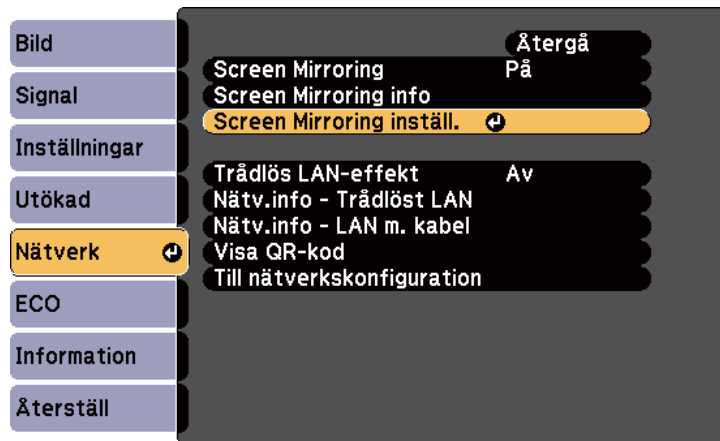 Bild
Signal
Inställningar
Utökad
Nätverk
ECO
Information
Återställ
Återgå
Screen Mirroring På
Screen Mirroring info
Screen Mirroring inställ.
Trådlös LAN-effekt Av
Nätv.info - Trådlöst LAN
Nätv.info - LAN m. kabel
Visa QR-kod
Till nätverkskonfiguration